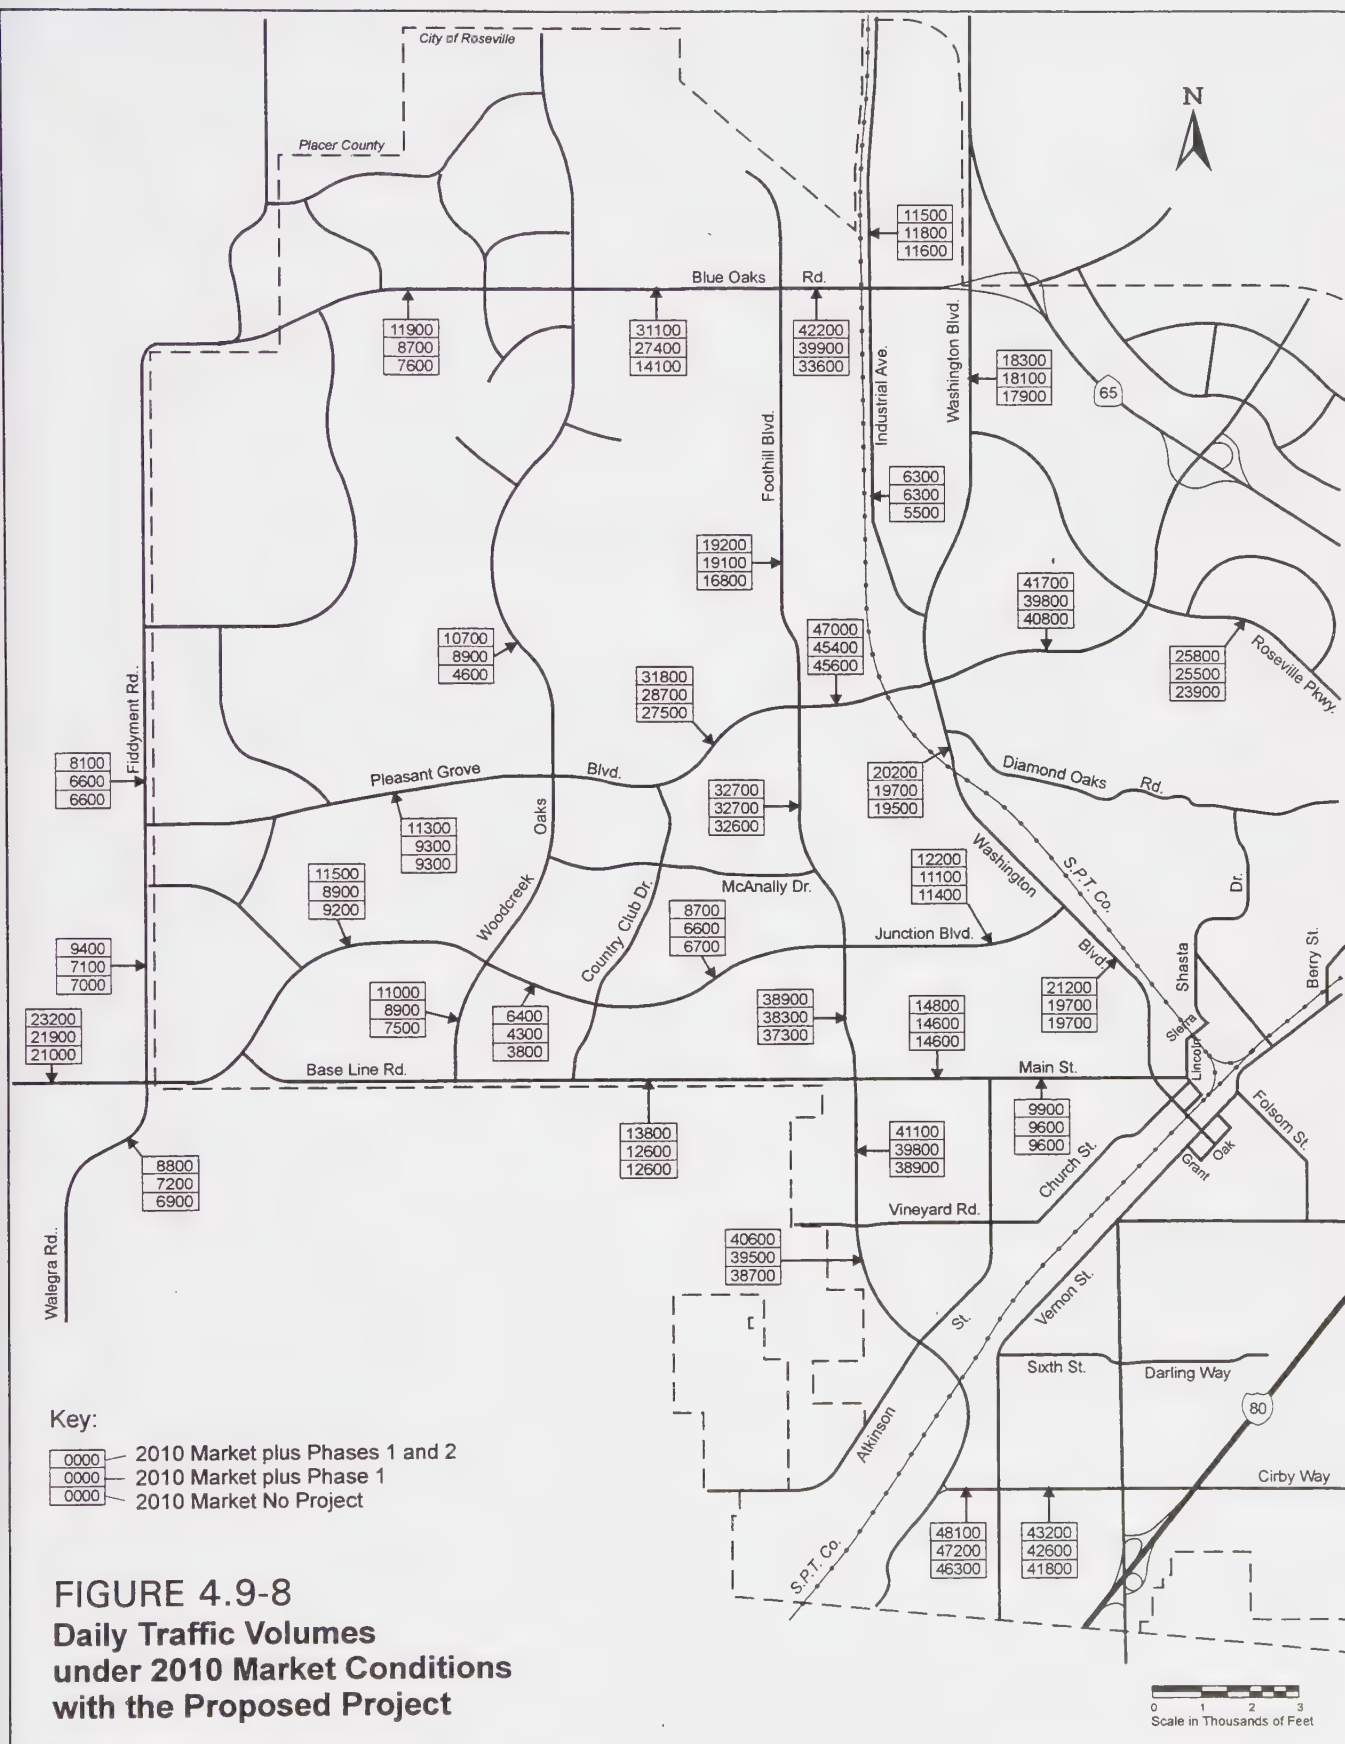 City of Roseville
N
Placer County
11500
11800
11600
Blue Oaks Rd.
11900
8700
7600
31100
27400
14100
42200
39900
33600
Industrial Ave.
Washington Blvd.
18300
18100
17900
65
Foothill Blvd.
6300
6300
5500
19200
19100
16800
41700
39800
40800
10700
8900
4600
47000
45400
45600
31800
28700
27500
25800
25500
23900
Roseville Pkwy.
Fiddyment Rd..
8100
6600
6600
Pleasant Grove Blvd.
20200
19700
19500
Diamond Oaks Rd.
11300
9300
9300
Woodcreek Oaks
32700
32700
32600
12200
11100
11400
Washington Blvd.
S.P.T. Co.
11500
8900
9200
McAnally Dr.
Country Club Dr.
8700
6600
6700
Junction Blvd.
Shasta Dr.
Berry St.
9400
7100
7000
11000
8900
7500
6400
4300
3800
38900
38300
37300
14800
14600
14600
21200
19700
19700
Sierra
Lincoln
23200
21900
21000
Base Line Rd.
Main St.
13800
12600
12600
41100
39800
38900
9900
9600
9600
Church St.
Folsom St.
Grant
Oak
8800
7200
6900
Walegra Rd..
Vineyard Rd.
40600
39500
38700
Vernon St.
Atkinson St.
Sixth St.
Darling Way
80
Cirby Way
48100
47200
46300
43200
42600
41800
S.P.T. Co.
Key:
0000 2010 Market plus Phases 1 and 2
0000 2010 Market plus Phase 1
0000 2010 Market No Project
FIGURE 4.9-8
Daily Traffic Volumes
under 2010 Market Conditions
with the Proposed Project
0 1 2 3
Scale in Thousands of Feet